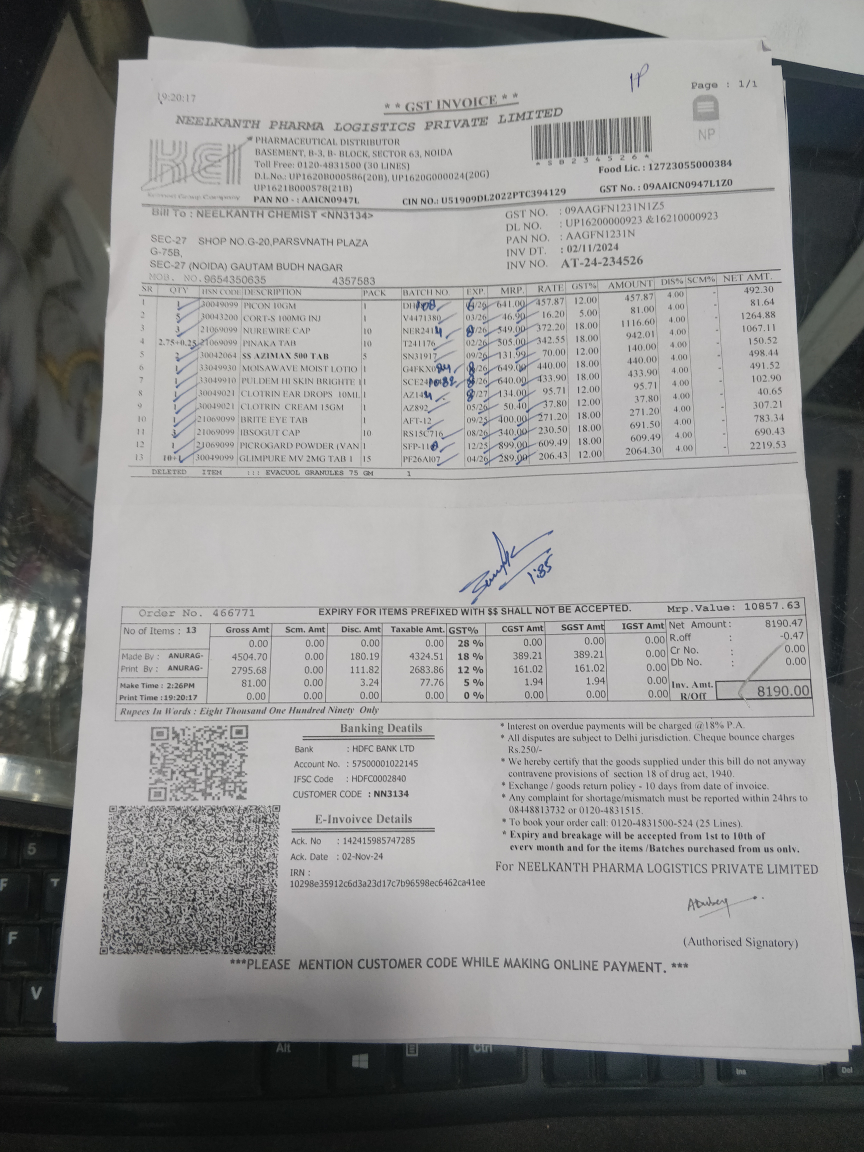 19:20:17
** GST INVOICE **
Page : 1/1
NEELKANTH PHARMA LOGISTICS PRIVATE LIMITED
NP
KEI
PHARMACEUTICAL DISTRIBUTOR
BASEMENT, B-3, B- BLOCK, SECTOR 63, NOIDA
Toll Free: 0120-4831500 (30 LINES)
D.L.No.: UP1620B000586(20B), UP1620G000024(20G)
UP1621B000578(21B)
PAN NO - : AAICN0947L
CIN NO.: U51909DL2022PTC394129
*5023452​6*
Food Lic. : 12723055000384
GST No. : 09AAICN0947L1Z0
Bill To : NEELKANTH CHEMIST <NN3134>
SEC-27 SHOP NO.G-20,PARSVNATH PLAZA
G-75B,
SEC-27 (NOIDA) GAUTAM BUDH NAGAR
MOB. NO.9654350635 4357583
GST NO. : 09AAGFN1231N1Z5
DL NO. : UP16200000923 &16210000923
PAN NO. : AAGFN1231N
INV DT. : 02/11/2024
INV NO. AT-24-234526
SR QTY HSN CODE DESCRIPTION PACK BATCH NO. EXP. MRP. RATE GST% AMOUNT DIS% SCM% NET AMT.
1 30049099 PICON 10GM 1 641.00 457.87 12.00 457.87 4.00 - 492.30
2 5 30043200 CORT-S 100MG INJ 1 V4471380 03/26 46.90 16.20 5.00 81.00 4.00 - 81.64
3 3 21069099 NUREWIRE CAP 10 549.00 372.20 18.00 1116.60 4.00 - 1264.88
4 2.75+0.25 21069099 PINAKA TAB 10 T241176 02/26 505.00 342.55 18.00 942.01 4.00 - 1067.11
5 2 30042064 $$ AZIMAX 500 TAB 5 SN31917 09/26 131.99 70.00 12.00 140.00 4.00 - 150.52
6 33049930 MOISAWAVE MOIST LOTIO 1 649.00 440.00 18.00 440.00 4.00 - 498.44
7 33049910 PULDEM HI SKIN BRIGHTE 1 640.00 433.90 18.00 433.90 4.00 - 491.52
8 30049021 CLOTRIN EAR DROPS 10ML 1 134.00 95.71 12.00 95.71 4.00 - 102.90
9 30049021 CLOTRIN CREAM 15GM 1 AZ892 05/26 50.40 37.80 12.00 37.80 4.00 - 40.65
10 21069099 BRITE EYE TAB 1 AFT-12 09/25 400.00 271.20 18.00 271.20 4.00 - 307.21
11 21069099 IBSOGUT CAP 10 RS15C716 08/26 340.00 230.50 18.00 691.50 4.00 - 783.34
12 21069099 PICROGARD POWDER (VAN 1 12/25 899.00 609.49 18.00 609.49 4.00 - 690.43
13 10+ 30049099 GLIMPURE MV 2MG TAB 1 15 PF26AI07 04/26 289.00 206.43 12.00 2064.30 4.00 - 2219.53
DELETED ITEM ::: EVACUOL GRANULES 75 GM 1
Order No. 466771 EXPIRY FOR ITEMS PREFIXED WITH $$ SHALL NOT BE ACCEPTED. Mrp.Value: 10857.63
No of Items : 13 Gross Amt Scm. Amt Disc. Amt Taxable Amt. GST% CGST Amt SGST Amt IGST Amt Net Amount: 8190.47
0.00 0.00 0.00 0.00 28 % 0.00 0.00 0.00 R.off : -0.47
Made By : ANURAG- 4504.70 0.00 180.19 4324.51 18 % 389.21 389.21 0.00 Cr No. : 0.00
Print By : ANURAG- 2795.68 0.00 111.82 2683.86 12 % 161.02 161.02 0.00 Db No. : 0.00
Make Time : 2:26PM 81.00 0.00 3.24 77.76 5 % 1.94 1.94 0.00 Inv. Amt. 8190.00
Print Time :19:20:17 0.00 0.00 0.00 0.00 0 % 0.00 0.00 0.00 R/Off
Rupees In Words : Eight Thousand One Hundred Ninety Only
Banking Deatils
Bank : HDFC BANK LTD
Account No. : 57500001022145
IFSC Code : HDFC0002840
CUSTOMER CODE : NN3134
E-Invoivce Details
Ack. No : 142415985747285
Ack. Date : 02-Nov-24
IRN :
10298e35912c6d3a23d17c7b96598ec6462ca41ee
* Interest on overdue payments will be charged @18% P.A.
* All disputes are subject to Delhi jurisdiction. Cheque bounce charges
Rs.250/-
* We hereby certify that the goods supplied under this bill do not anyway
contravene provisions of section 18 of drug act, 1940.
* Exchange / goods return policy - 10 days from date of invoice.
* Any complaint for shortage/mismatch must be reported within 24hrs to
08448813732 or 0120-4831515.
* To book your order call: 0120-4831500-524 (25 Lines).
* Expiry and breakage will be accepted from 1st to 10th of
every month and for the items /Batches purchased from us only.
For NEELKANTH PHARMA LOGISTICS PRIVATE LIMITED
(Authorised Signatory)
***PLEASE MENTION CUSTOMER CODE WHILE MAKING ONLINE PAYMENT. ***
5
F
T
F
V
Alt
Ctrl
Ins
Del